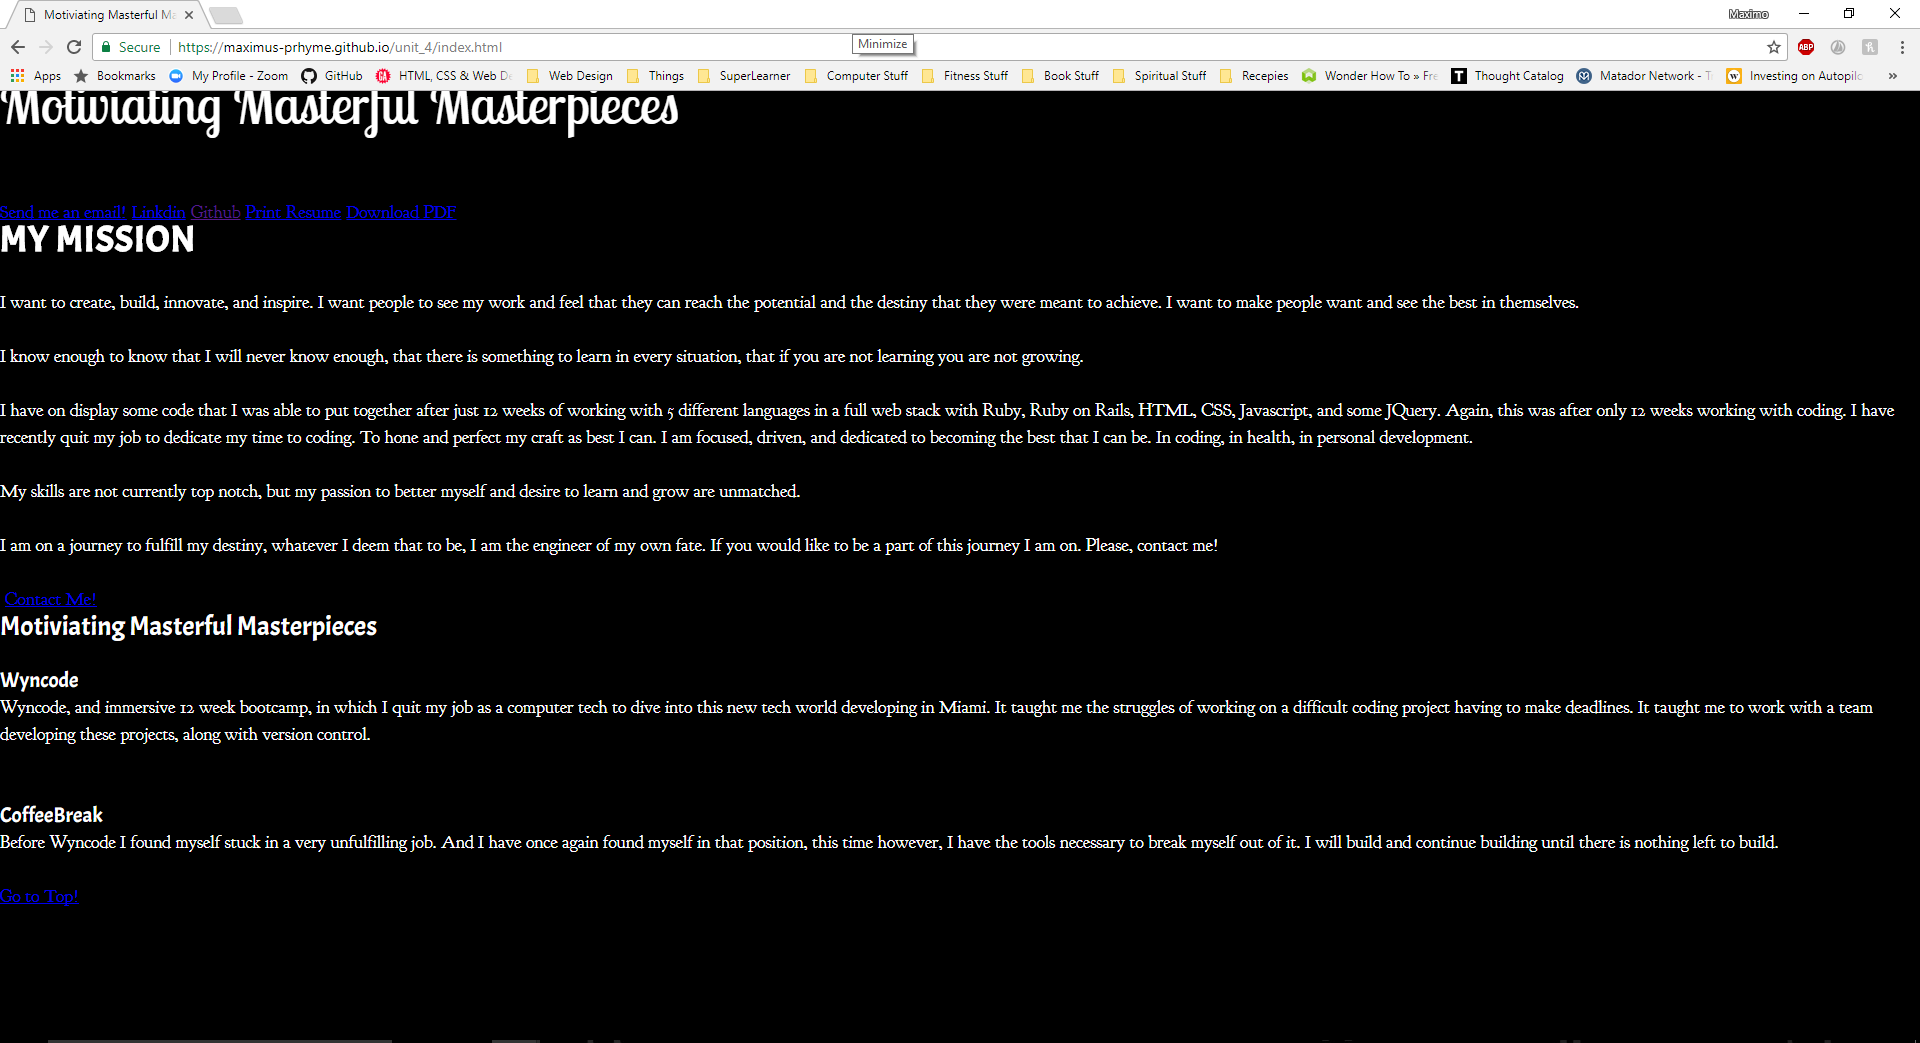 Motiviating Masterful M
Maximo
Secure https://maximus-prhyme.github.io/unit_4/index.html
Minimize
ABP
Apps Bookmarks My Profile - Zoom GitHub HTML, CSS & Web De Web Design Things SuperLearner Computer Stuff Fitness Stuff Book Stuff Spiritual Stuff Recepies Wonder How To » Fre Thought Catalog Matador Network - T Investing on Autopilo »
Motiviating Masterful Masterpieces
Send me an email! Linkdin Github Print Resume Download PDF
MY MISSION
I want to create, build, innovate, and inspire. I want people to see my work and feel that they can reach the potential and the destiny that they were meant to achieve. I want to make people want and see the best in themselves.
I know enough to know that I will never know enough, that there is something to learn in every situation, that if you are not learning you are not growing.
I have on display some code that I was able to put together after just 12 weeks of working with 5 different languages in a full web stack with Ruby, Ruby on Rails, HTML, CSS, Javascript, and some JQuery. Again, this was after only 12 weeks working with coding. I have
recently quit my job to dedicate my time to coding. To hone and perfect my craft as best I can. I am focused, driven, and dedicated to becoming the best that I can be. In coding, in health, in personal development.
My skills are not currently top notch, but my passion to better myself and desire to learn and grow are unmatched.
I am on a journey to fulfill my destiny, whatever I deem that to be, I am the engineer of my own fate. If you would like to be a part of this journey I am on. Please, contact me!
Contact Me!
Motiviating Masterful Masterpieces
Wyncode
Wyncode, and immersive 12 week bootcamp, in which I quit my job as a computer tech to dive into this new tech world developing in Miami. It taught me the struggles of working on a difficult coding project having to make deadlines. It taught me to work with a team
developing these projects, along with version control.
CoffeeBreak
Before Wyncode I found myself stuck in a very unfulfilling job. And I have once again found myself in that position, this time however, I have the tools necessary to break myself out of it. I will build and continue building until there is nothing left to build.
Go to Top!